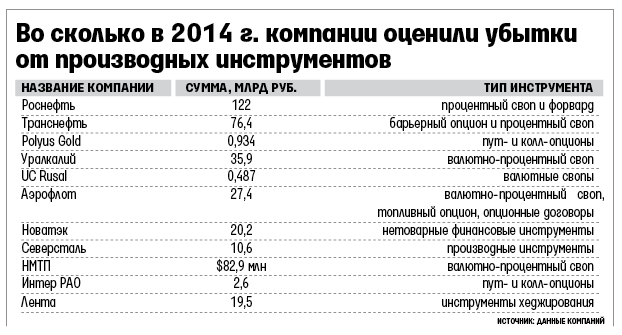 Во сколько в 2014 г. компании оценили убытки
от производных инструментов
НАЗВАНИЕ КОМПАНИИ СУММА, МЛРД РУБ. ТИП ИНСТРУМЕНТА
Роснефть 122 процентный своп и форвард
Транснефть 76,4 барьерный опцион и процентный своп
Polyus Gold 0,934 пут- и колл-опционы
Уралкалий 35,9 валютно-процентный своп
UC Rusal 0,487 валютные свопы
Аэрофлот 27,4 валютно-процентный своп,
топливный опцион, опционные договоры
Новатэк 20,2 нетоварные финансовые инструменты
Северсталь 10,6 производные инструменты
НМТП $82,9 млн валютно-процентный своп
Интер РАО 2,6 пут- и колл-опционы
Лента 19,5 инструменты хеджирования
ИСТОЧНИК: ДАННЫЕ КОМПАНИЙ